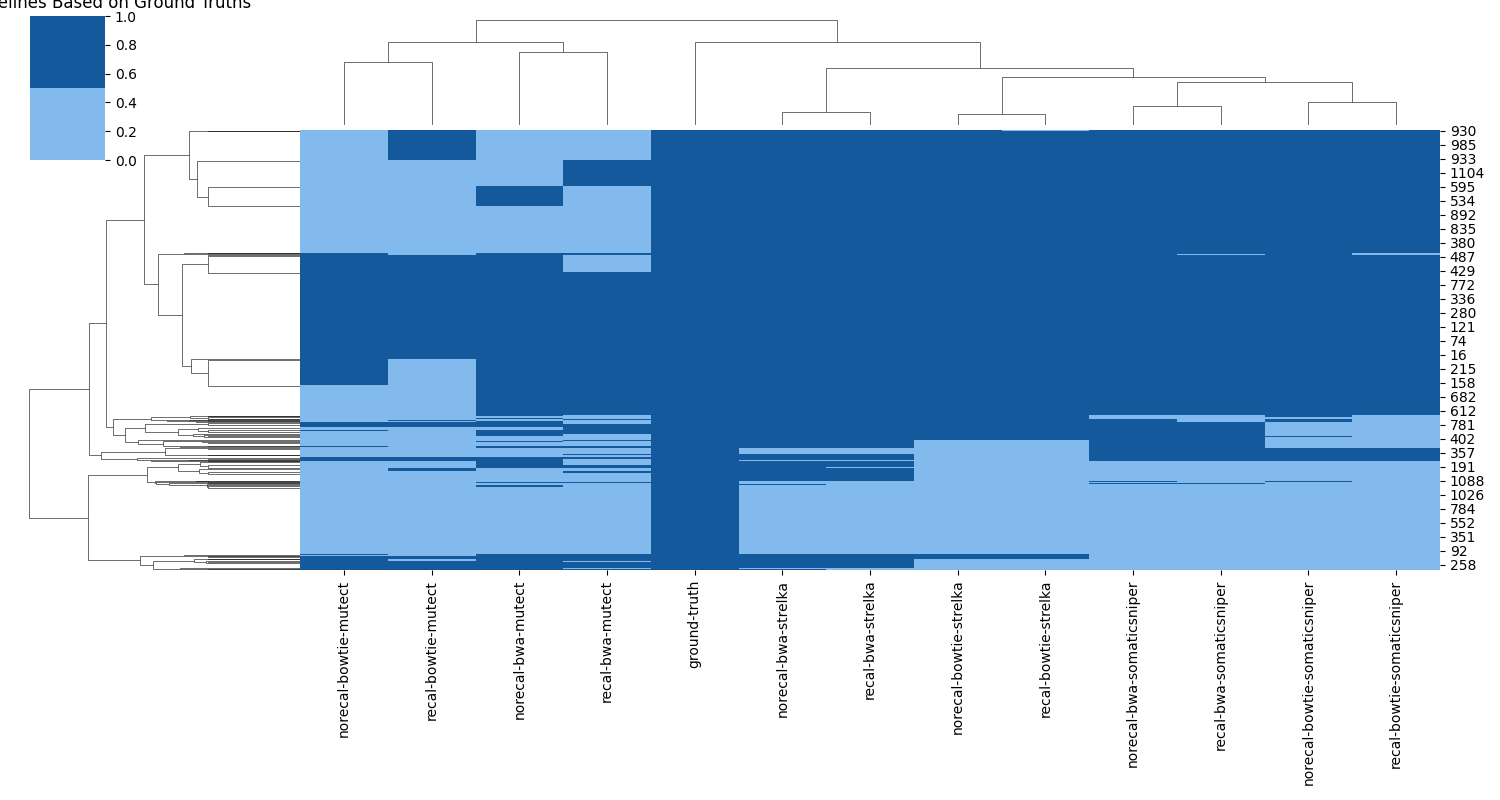 Based on Ground Truths
1.0
0.8
0.6
0.4
0.2
0.0
930
985
933
1104
595
534
892
835
380
487
429
772
336
280
121
74
16
215
158
682
612
781
402
357
191
1088
1026
784
552
351
92
258
norecal-bowtie-mutect
recal-bowtie-mutect
norecal-bwa-mutect
recal-bwa-mutect
ground-truth
norecal-bwa-strelka
recal-bwa-strelka
norecal-bowtie-strelka
recal-bowtie-strelka
norecal-bwa-somaticsniper
recal-bwa-somaticsniper
norecal-bowtie-somaticsniper
recal-bowtie-somaticsniper